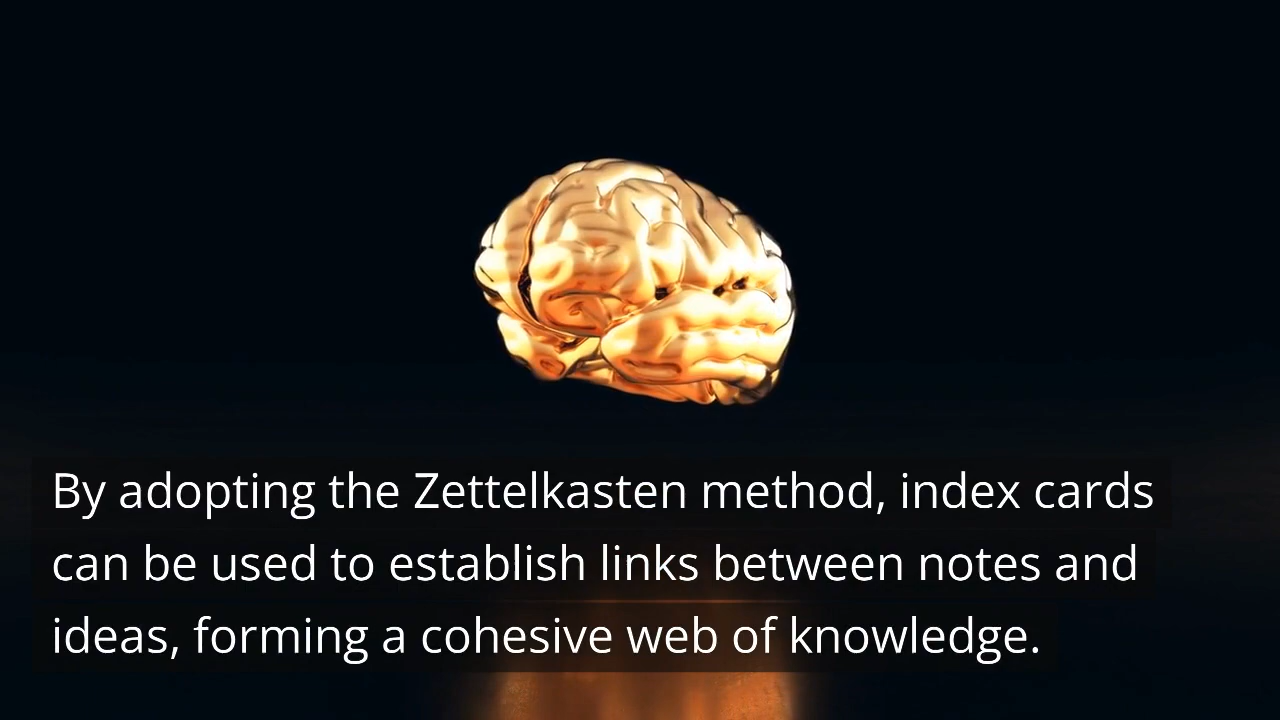 By adopting the Zettelkasten method, index cards
can be used to establish links between notes and
ideas, forming a cohesive web of knowledge.